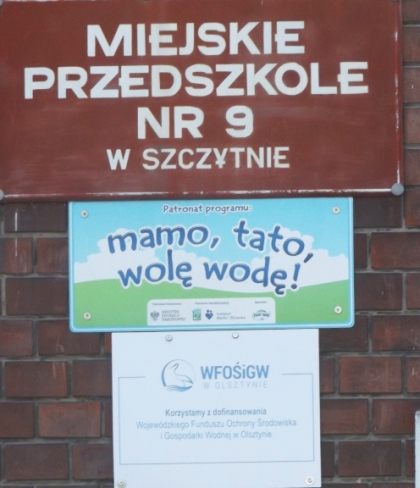 MIEJSKIE
PRZEDSZKOLE
NR 9
W SZCZYTNIE
Patronat programu:
mamo, tato,
wolę wodę!
WFOŚiGW
W OLSZTYNIE
Korzystamy z dofinansowania
Wojewódzkiego Funduszu Ochrony Środowiska
i Gospodarki Wodnej w Olsztynie